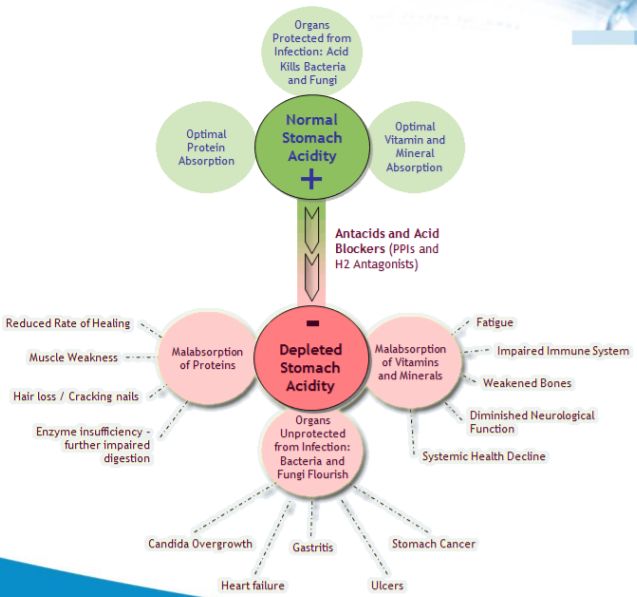 Organs
Protected from
Infection: Acid
Kills Bacteria
and Fungi
Optimal
Protein
Absorption
Normal
Stomach
Acidity
+
Optimal
Vitamin and
Mineral
Absorption
Antacids and Acid
Blockers (PPIs and
H2 Antagonists)
Reduced Rate of Healing
Muscle Weakness
Hair loss / Cracking nails
Enzyme insufficiency -
further impaired
digestion
Malabsorption
of Proteins
-
Depleted
Stomach
Acidity
Malabsorption
of Vitamins
and Minerals
Fatigue
Impaired Immune System
Weakened Bones
Diminished Neurological
Function
Systemic Health Decline
Organs
Unprotected
from Infection:
Bacteria and
Fungi Flourish
Candida Overgrowth
Heart failure
Gastritis
Ulcers
Stomach Cancer